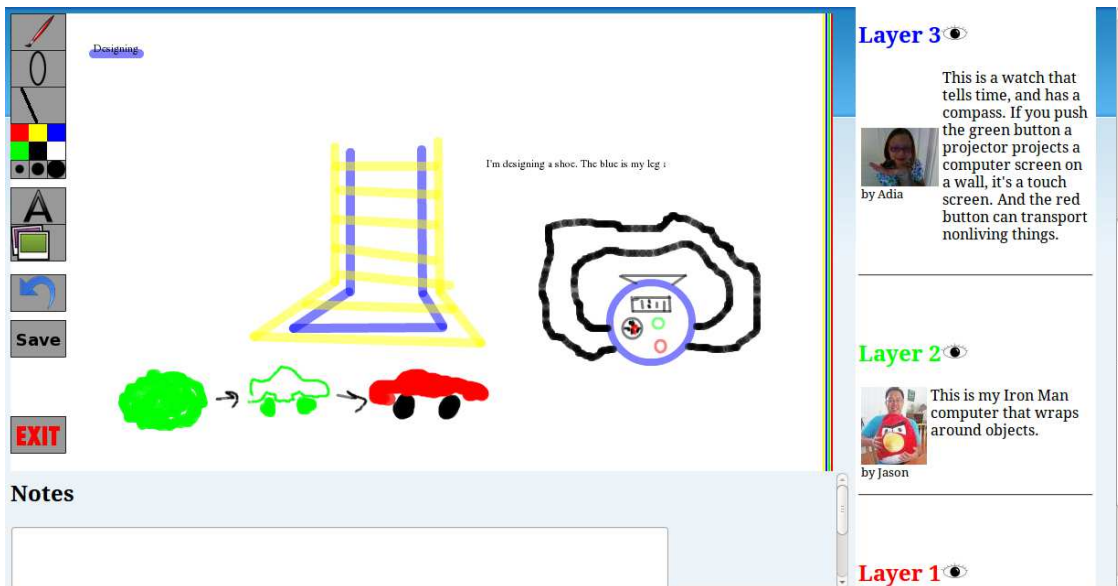 Designing
I'm designing a shoe. The blue is my leg
A
Save
EXIT
Notes
Layer 3
This is a watch that
tells time, and has a
compass. If you push
the green button a
projector projects a
computer screen on
a wall, it's a touch
screen. And the red
button can transport
nonliving things.
by Adia
Layer 2
This is my Iron Man
computer that wraps
around objects.
by Jason
Layer 1